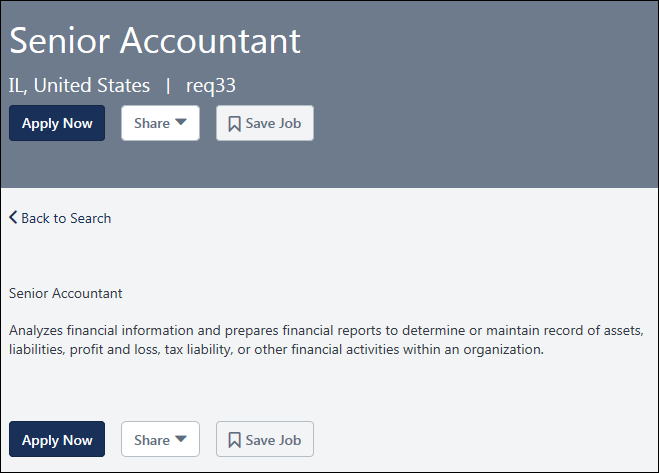 Senior Accountant
IL, United States | req33
Apply Now Share Save Job
Back to Search
Senior Accountant
Analyzes financial information and prepares financial reports to determine or maintain record of assets,
liabilities, profit and loss, tax liability, or other financial activities within an organization.
Apply Now Share Save Job